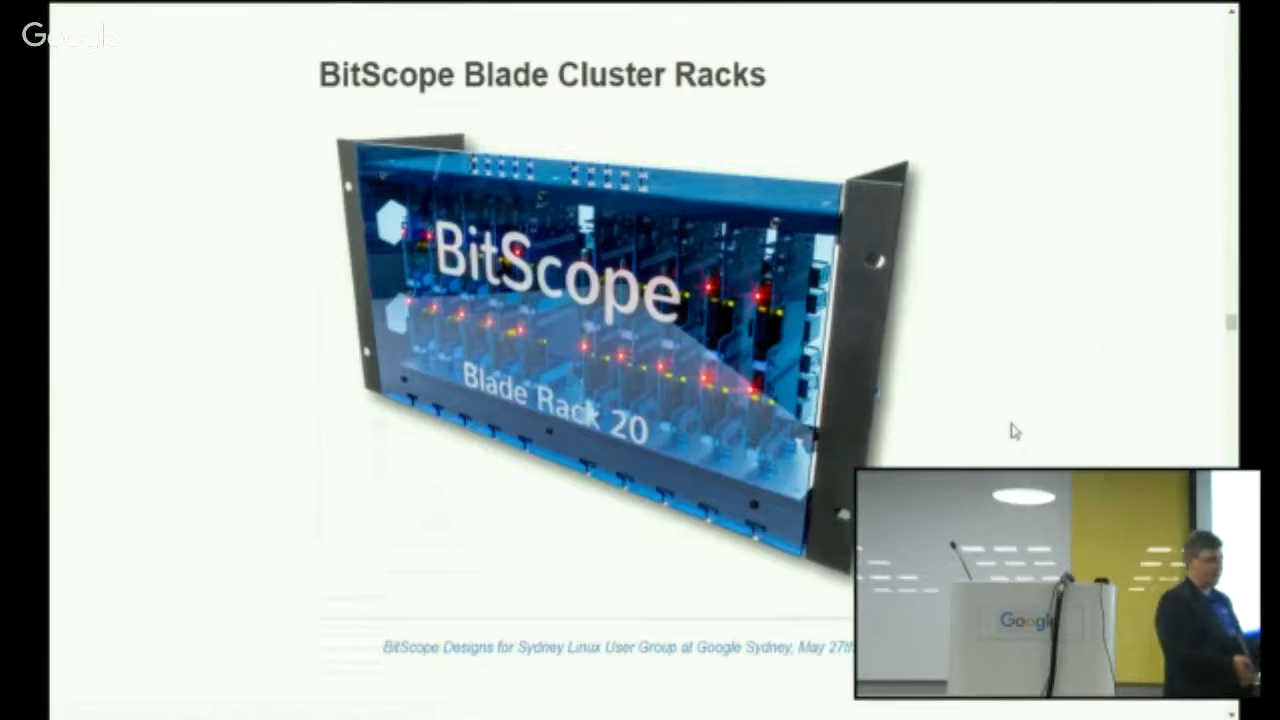 Google
BitScope Blade Cluster Racks
BitScope
Blade Rack 20
BitScope Designs for Sydney Linux User Group at Google Sydney, May 27th
Google